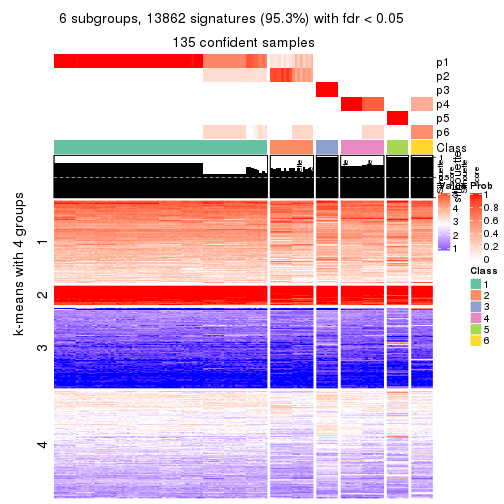 6 subgroups, 13862 signatures (95.3%) with fdr < 0.05
135 confident samples
p1
p2
p3
p4
p5
p6
Class
1
Silhouette
score
Value
4
3
2
1
Prob
1
0.8
0.6
0.4
0.2
0
Class
1
2
3
4
5
6
k-means with 4 groups
1
2
3
4